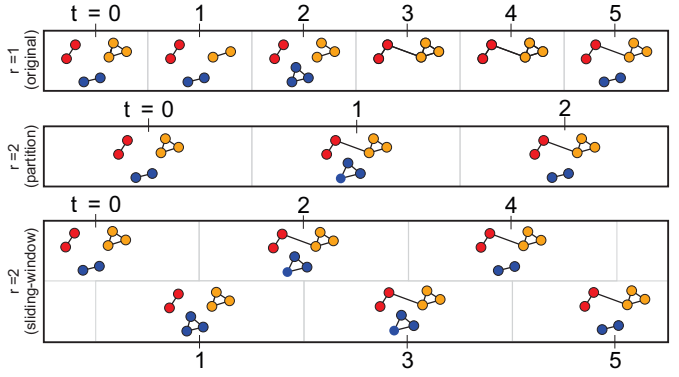 t = 0 1 2 3 4 5
r =1
(original)
t = 0 1 2
r =2
(partition)
t = 0 2 4
r =2
(sliding-window)
1 3 5